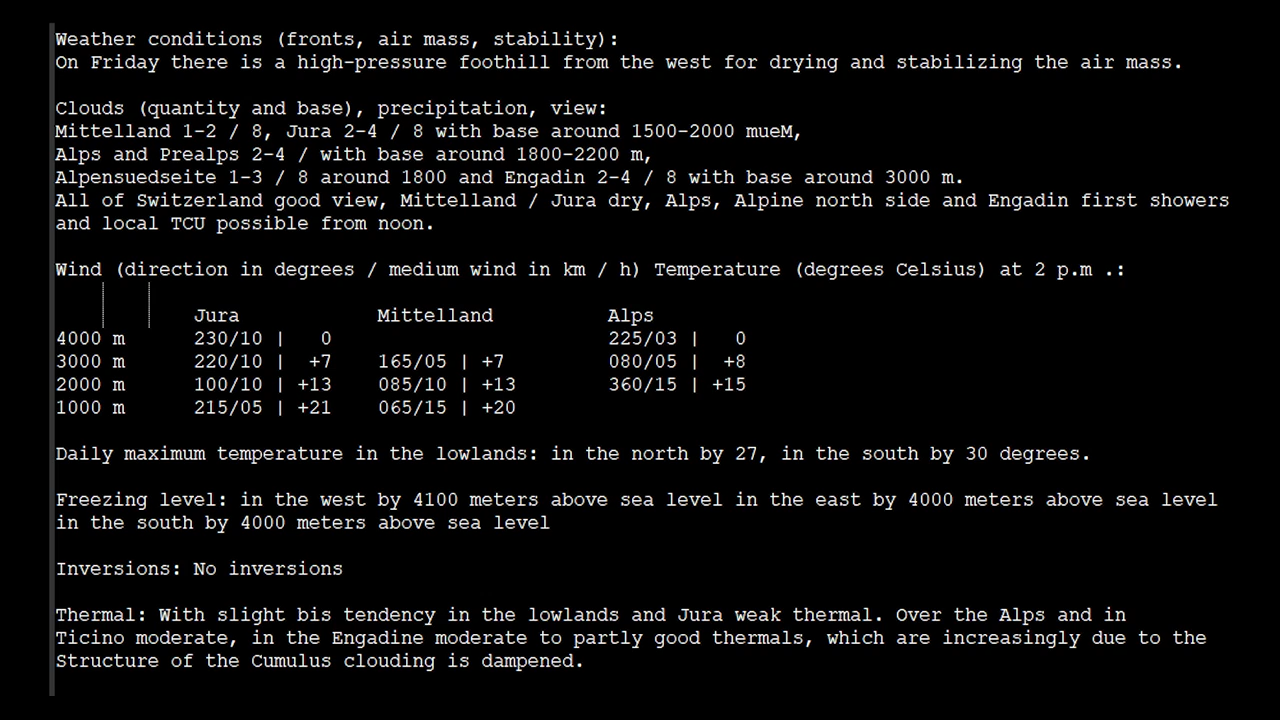 Weather conditions (fronts, air mass, stability):
On Friday there is a high-pressure foothill from the west for drying and stabilizing the air mass.
Clouds (quantity and base), precipitation, view:
Mittelland 1-2 / 8, Jura 2-4 / 8 with base around 1500-2000 mueM,
Alps and Prealps 2-4 / with base around 1800-2200 m,
Alpensuedseite 1-3 / 8 around 1800 and Engadin 2-4 / 8 with base around 3000 m.
All of Switzerland good view, Mittelland / Jura dry, Alps, Alpine north side and Engadin first showers
and local TCU possible from noon.
Wind (direction in degrees / medium wind in km / h) Temperature (degrees Celsius) at 2 p.m .:
Jura Mittelland Alps
4000 m 230/10 | 0 225/03 | 0
3000 m 220/10 | +7 165/05 | +7 080/05 | +8
2000 m 100/10 | +13 085/10 | +13 360/15 | +15
1000 m 215/05 | +21 065/15 | +20
Daily maximum temperature in the lowlands: in the north by 27, in the south by 30 degrees.
Freezing level: in the west by 4100 meters above sea level in the east by 4000 meters above sea level
in the south by 4000 meters above sea level
Inversions: No inversions
Thermal: With slight bis tendency in the lowlands and Jura weak thermal. Over the Alps and in
Ticino moderate, in the Engadine moderate to partly good thermals, which are increasingly due to the
Structure of the Cumulus clouding is dampened.